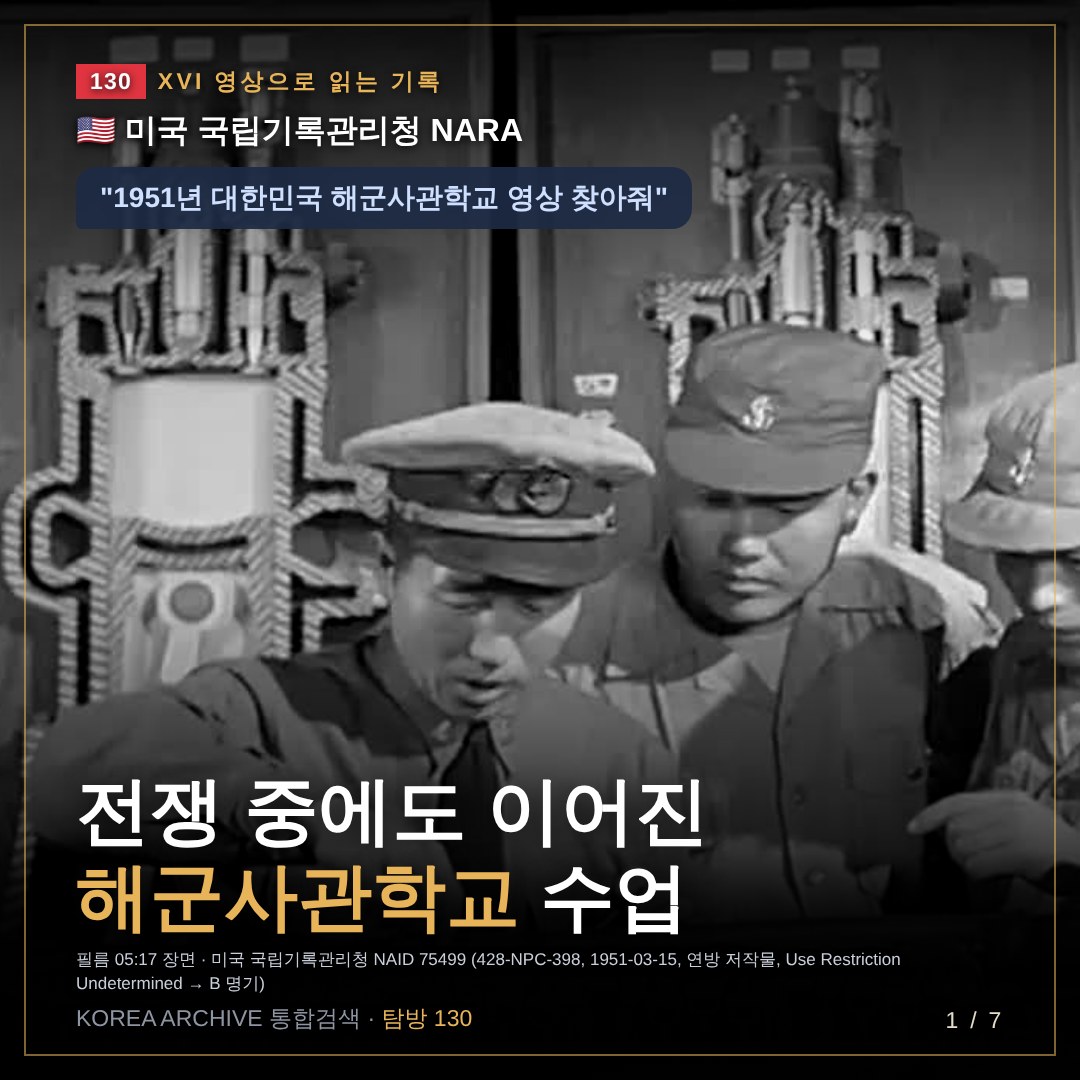 130 XVI 영상으로 읽는 기록
🇺🇸 미국 국립기록관리청 NARA
"1951년 대한민국 해군사관학교 영상 찾아줘"
전쟁 중에도 이어진
해군사관학교 수업
필름 05:17 장면 · 미국 국립기록관리청 NAID 75499 (428-NPC-398, 1951-03-15, 연방 저작물, Use Restriction
Undetermined → B 명기)
KOREA ARCHIVE 통합검색 · 탐방 130
1 / 7